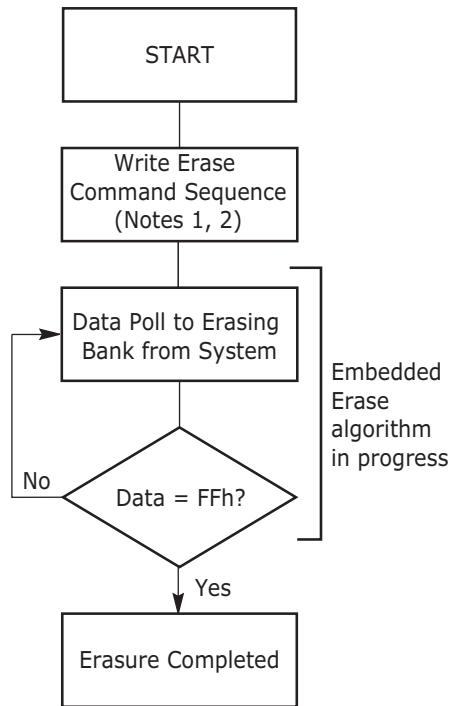 START
Write Erase
Command Sequence
(Notes 1, 2)
Data Poll to Erasing
Bank from System
Embedded
Erase
algorithm
in progress
No
Data = FFh?
Yes
Erasure Completed